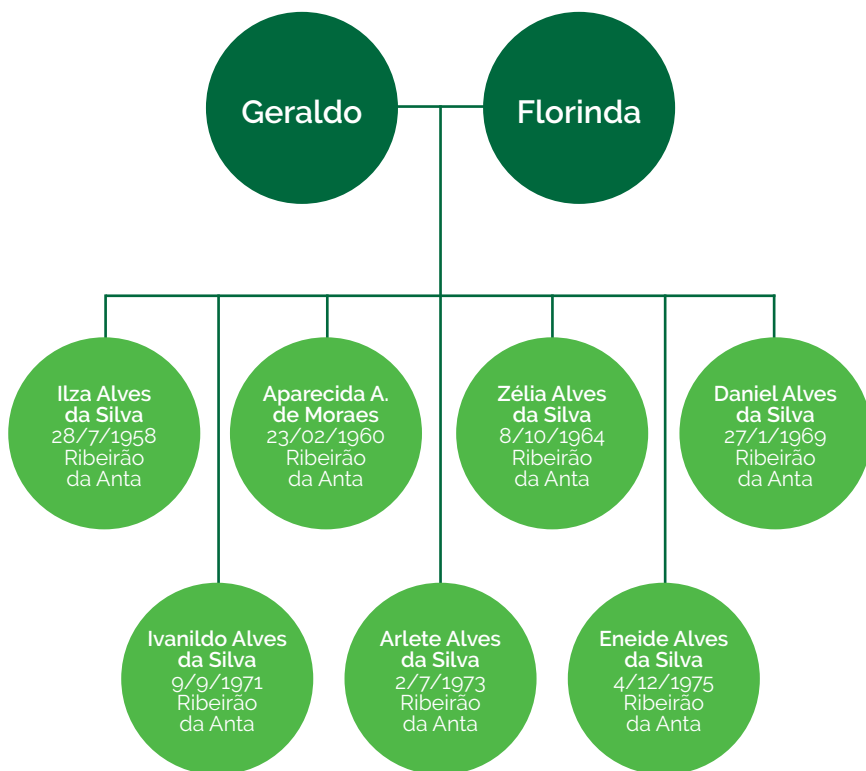 Geraldo
Florinda
Ilza Alves
da Silva
28/7/1958
Ribeirão
da Anta
Aparecida A.
de Moraes
23/02/1960
Ribeirão
da Anta
Zélia Alves
da Silva
8/10/1964
Ribeirão
da Anta
Daniel Alves
da Silva
27/1/1969
Ribeirão
da Anta
Ivanildo Alves
da Silva
9/9/1971
Ribeirão
da Anta
Arlete Alves
da Silva
2/7/1973
Ribeirão
da Anta
Eneide Alves
da Silva
4/12/1975
Ribeirão
da Anta